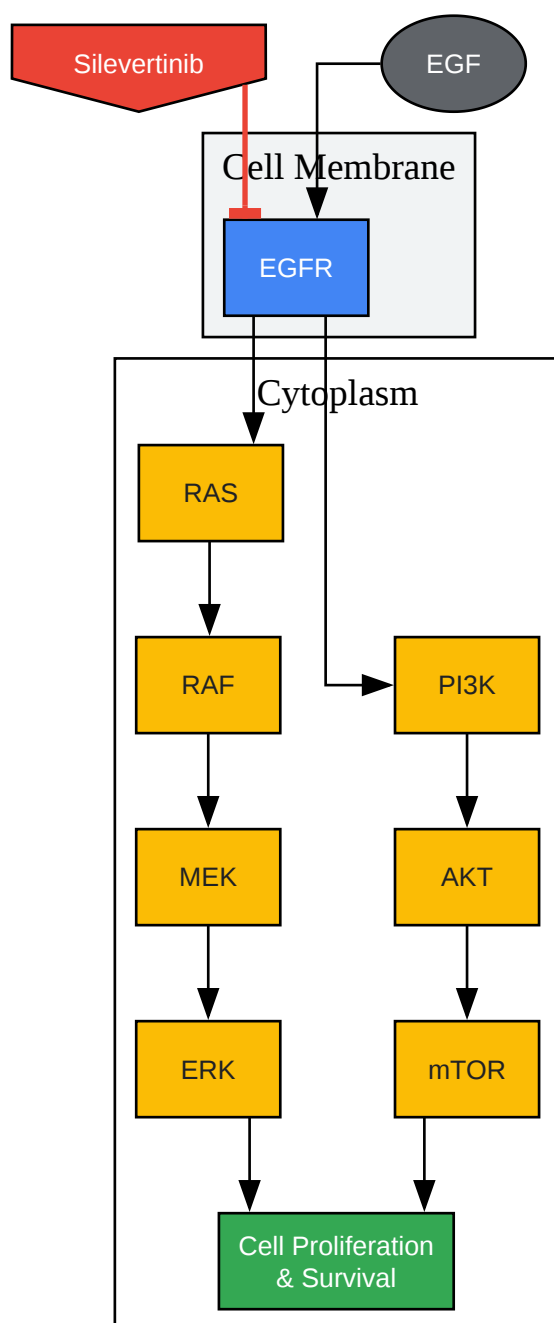 Silevertinib
EGF
Cell Membrane
EGFR
Cytoplasm
RAS
RAF
PI3K
MEK
AKT
ERK
mTOR
Cell Proliferation
& Survival